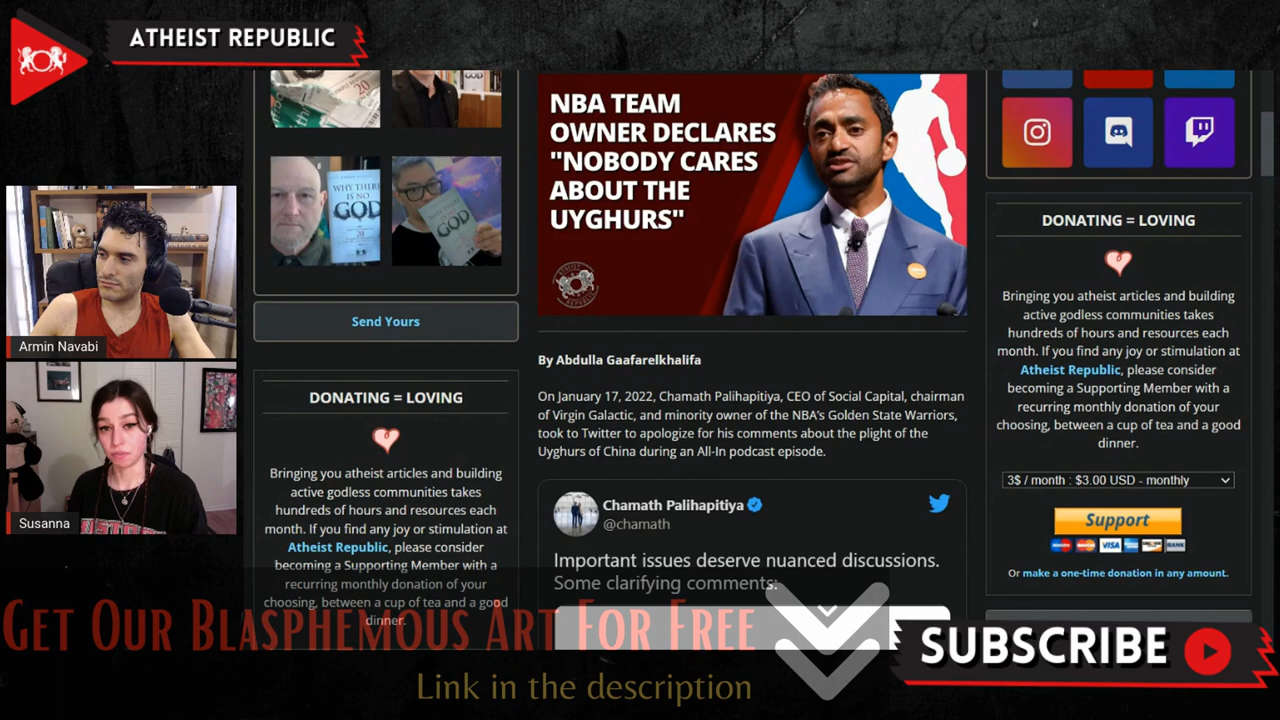 ATHEIST REPUBLIC
WHY THERE
IS NO
GOD
GOD
Send Yours
DONATING = LOVING
Bringing you atheist articles and building
active godless communities takes
hundreds of hours and resources each
month. If you find any joy or stimulation at
Atheist Republic, please consider
becoming a Supporting Member with a
recurring monthly donation of your
choosing, between a cup of tea and a good
dinner.
NBA TEAM
OWNER DECLARES
"NOBODY CARES
ABOUT THE
UYGHURS"
By Abdulla Gaafarelkhalifa
On January 17, 2022, Chamath Palihapitiya, CEO of Social Capital, chairman
of Virgin Galactic, and minority owner of the NBA's Golden State Warriors,
took to Twitter to apologize for his comments about the plight of the
Uyghurs of China during an All-In podcast episode.
Chamath Palihapitiya
@chamath
Important issues deserve nuanced discussions.
Some clarifying comments:
DONATING = LOVING
Bringing you atheist articles and building
active godless communities takes
hundreds of hours and resources each
month. If you find any joy or stimulation at
Atheist Republic, please consider
becoming a Supporting Member with a
recurring monthly donation of your
choosing, between a cup of tea and a good
dinner.
3$ / month : $3.00 USD - monthly
Support
VISA
BANK
Or make a one-time donation in any amount.
Armin Navabi
Susanna
Get Our Blasphemous Art For Free
Link in the description
SUBSCRIBE